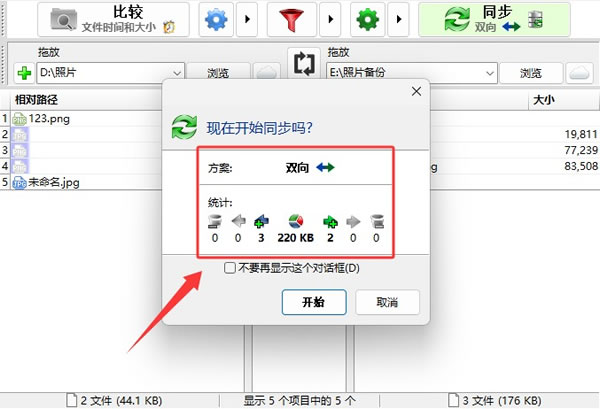 比较
文件时间和大小
同步
双向
拖放
拖放
D:\照片
浏览
E:\照片备份
浏览
相对路径
大小
1 123.png
2 19,811
3 77,239
4 g 83,508
5 未命名.jpg
现在开始同步吗?
方案: 双向
统计:
0 0 3 220 KB 2 0 0
不要再显示这个对话框(D)
开始 取消
2 文件 (44.1 KB) 显示 5 个项目中的 5 个 3 文件 (176 KB)